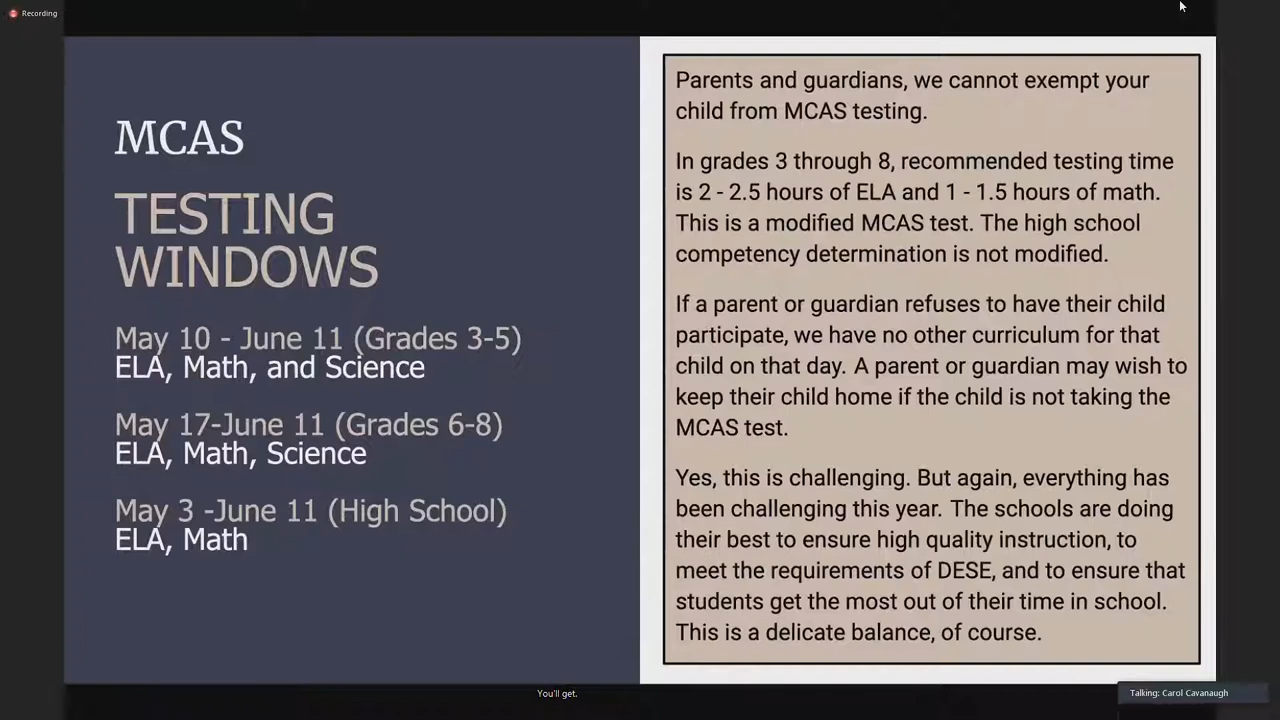 Recording
MCAS
TESTING
WINDOWS
May 10 - June 11 (Grades 3-5)
ELA, Math, and Science
May 17-June 11 (Grades 6-8)
ELA, Math, Science
May 3 -June 11 (High School)
ELA, Math
Parents and guardians, we cannot exempt your
child from MCAS testing.
In grades 3 through 8, recommended testing time
is 2 - 2.5 hours of ELA and 1 - 1.5 hours of math.
This is a modified MCAS test. The high school
competency determination is not modified.
If a parent or guardian refuses to have their child
participate, we have no other curriculum for that
child on that day. A parent or guardian may wish to
keep their child home if the child is not taking the
MCAS test.
Yes, this is challenging. But again, everything has
been challenging this year. The schools are doing
their best to ensure high quality instruction, to
meet the requirements of DESE, and to ensure that
students get the most out of their time in school.
This is a delicate balance, of course.
You'll get.
Talking: Carol Cavanaugh